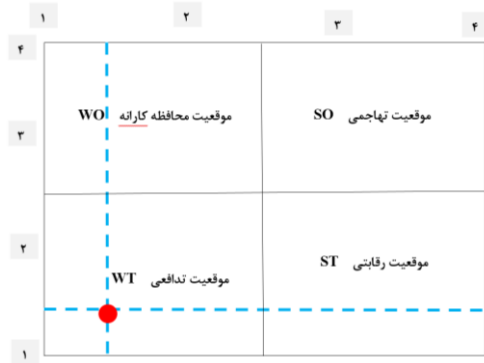 ۱ ۲ ۳ ۴
۴
موقعیت محافظه کارانه WO
موقعیت تهاجمی SO
۳
۲
موقعیت تدافعی WT
موقعیت رقابتی ST
۱